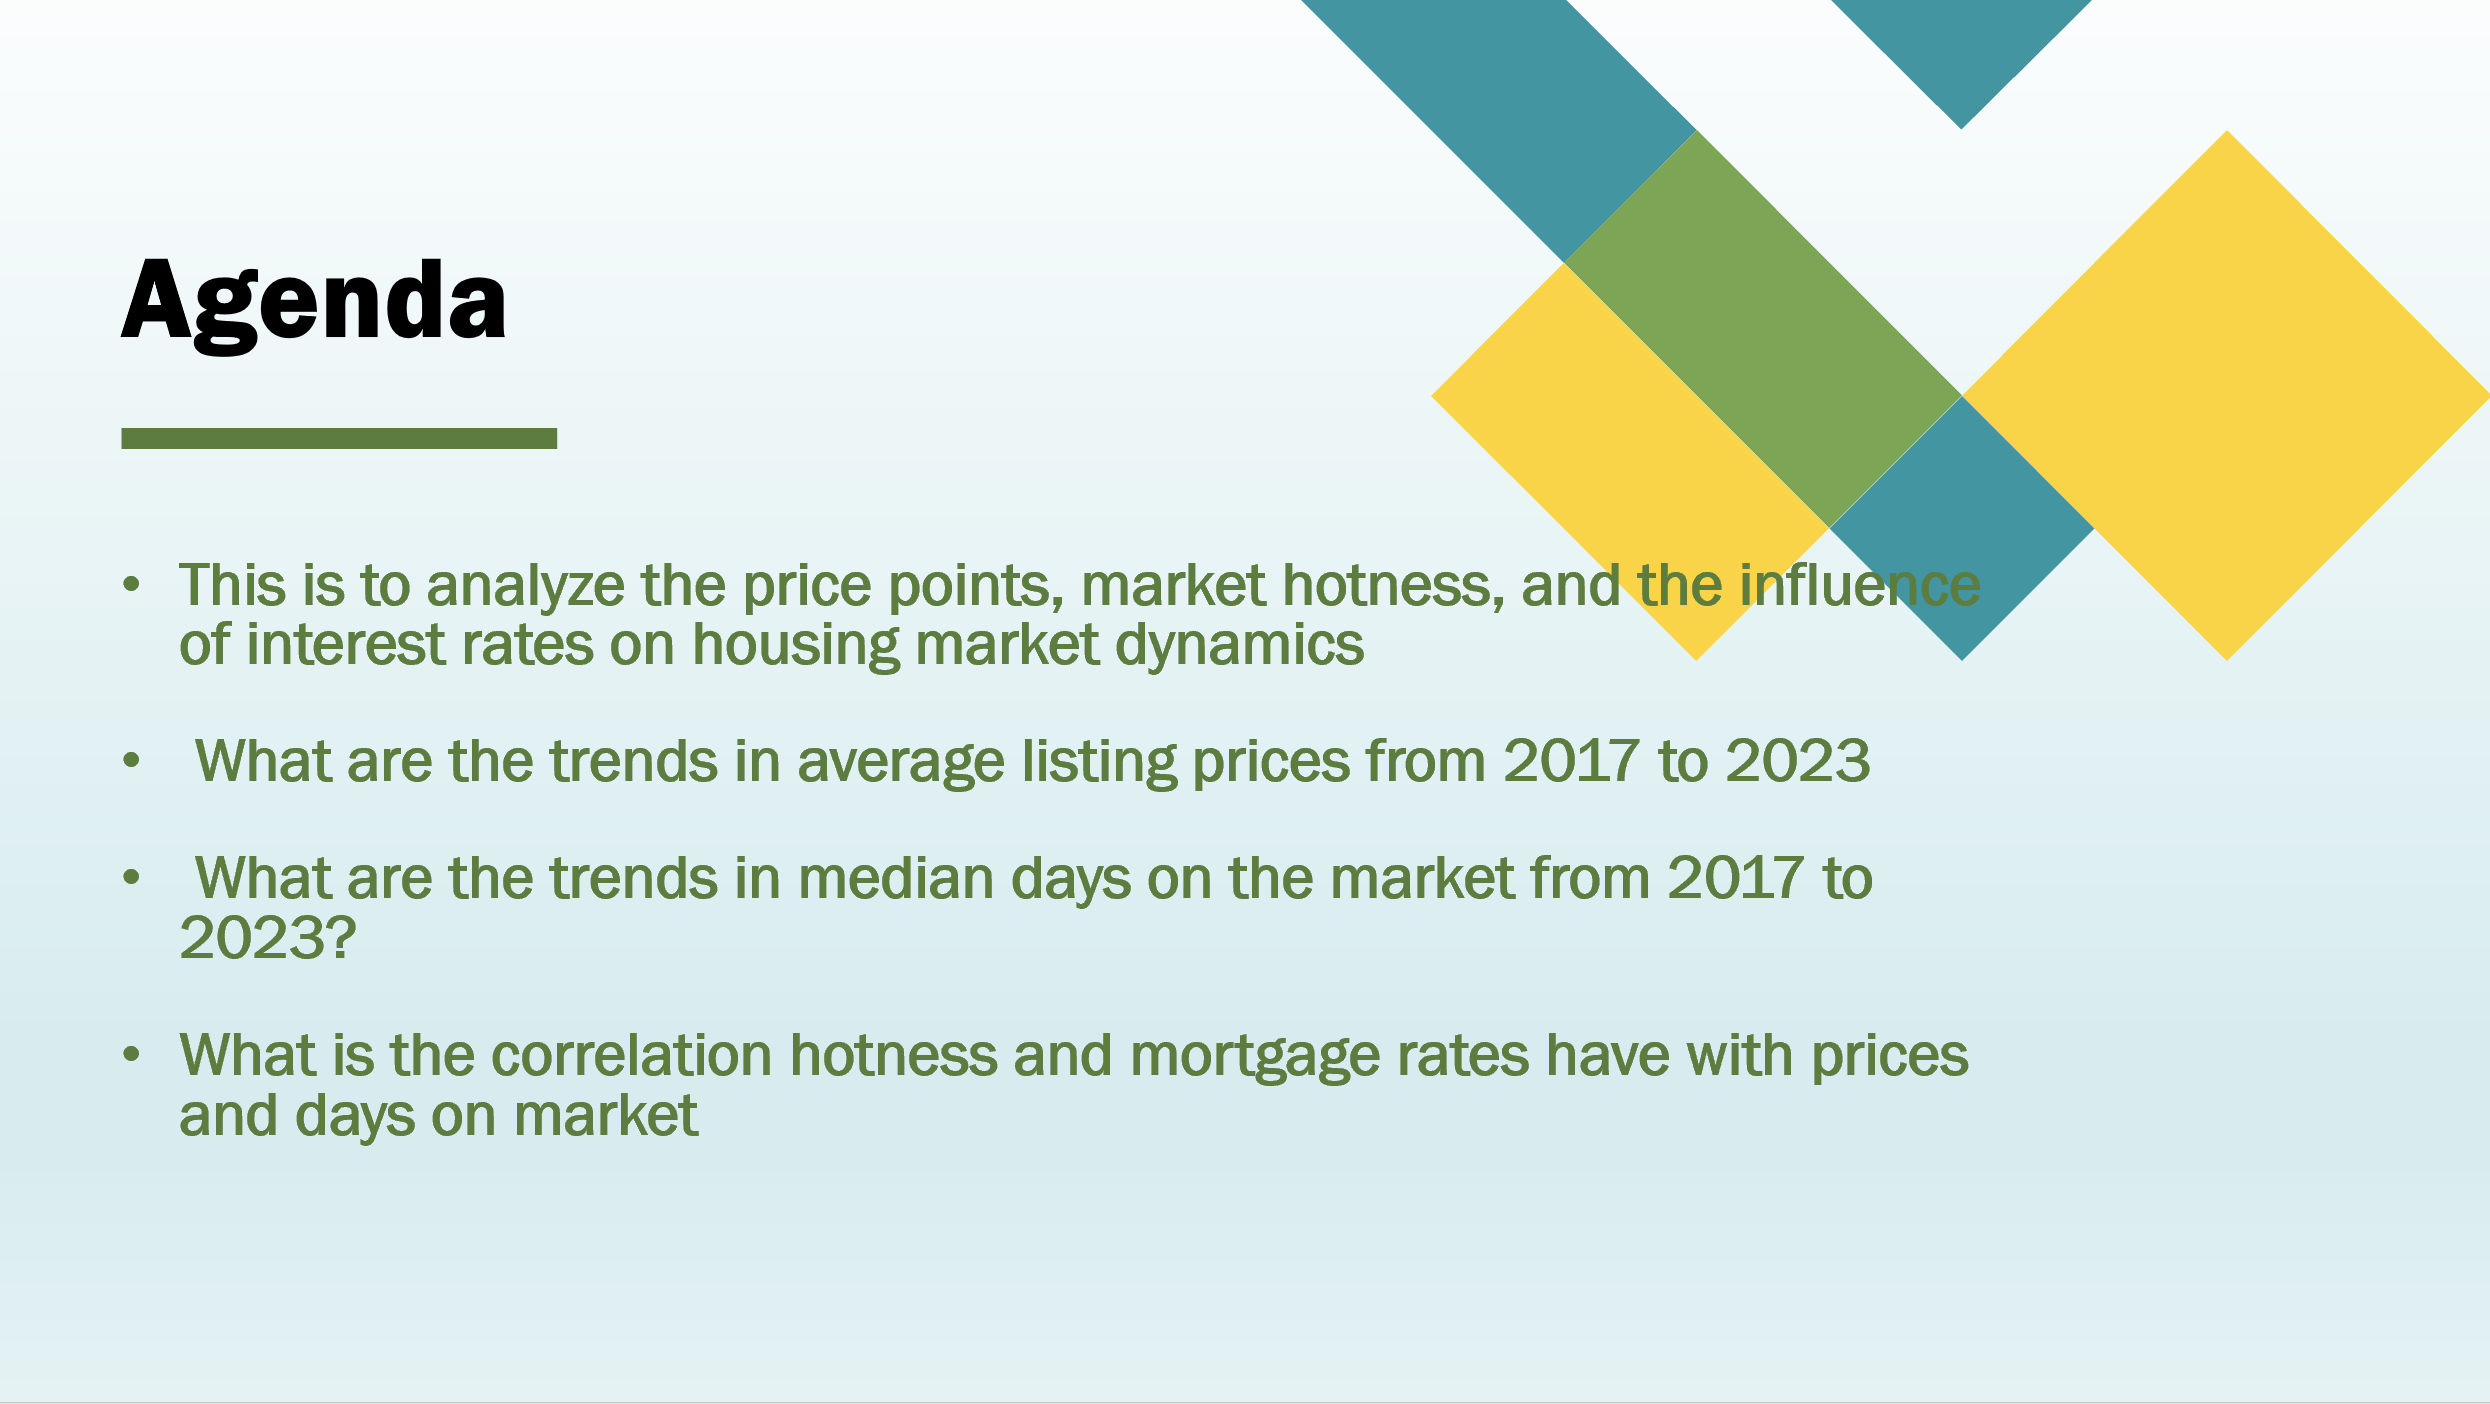 Agenda
• This is to analyze the price points, market hotness, and the influence
of interest rates on housing market dynamics
• What are the trends in average listing prices from 2017 to 2023
• What are the trends in median days on the market from 2017 to
2023?
• What is the correlation hotness and mortgage rates have with prices
and days on market